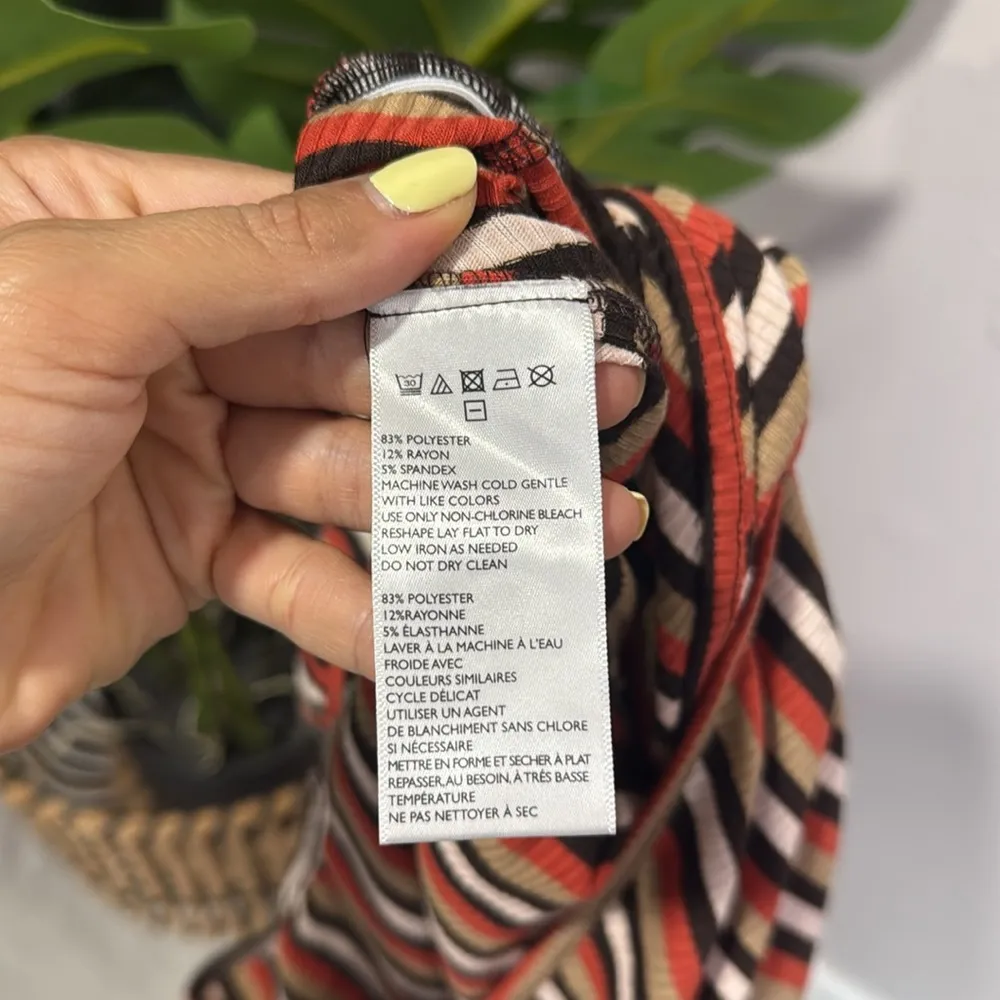 30
83% POLYESTER
12% RAYON
5% SPANDEX
MACHINE WASH COLD GENTLE
WITH LIKE COLORS
USE ONLY NON-CHLORINE BLEACH
RESHAPE LAY FLAT TO DRY
LOW IRON AS NEEDED
DO NOT DRY CLEAN
83% POLYESTER
12%RAYONNE
5% ÉLASTHANNE
LAVER À LA MACHINE À L'EAU
FROIDE AVEC
COULEURS SIMILAIRES
CYCLE DÉLICAT
UTILISER UN AGENT
DE BLANCHIMENT SANS CHLORE
SI NÉCESSAIRE
METTRE EN FORME ET SECHER À PLAT
REPASSER, AU BESOIN, À TRÉS BASSE
TEMPÉRATURE
NE PAS NETTOYER À SEC